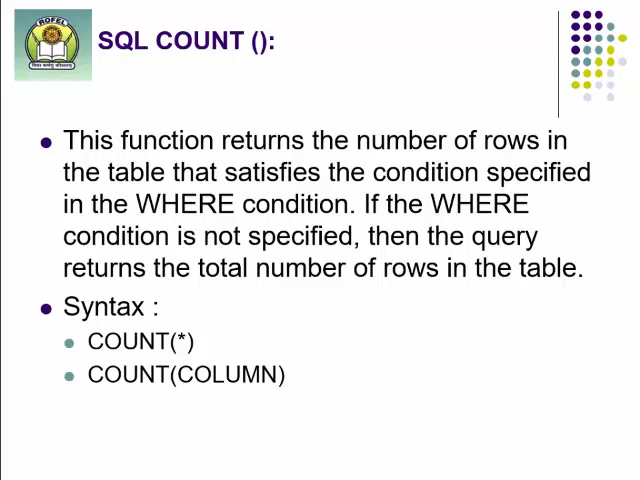 ROFEL
SQL COUNT ():
This function returns the number of rows in
the table that satisfies the condition specified
in the WHERE condition. If the WHERE
condition is not specified, then the query
returns the total number of rows in the table.
Syntax :
COUNT(*)
COUNT(COLUMN)